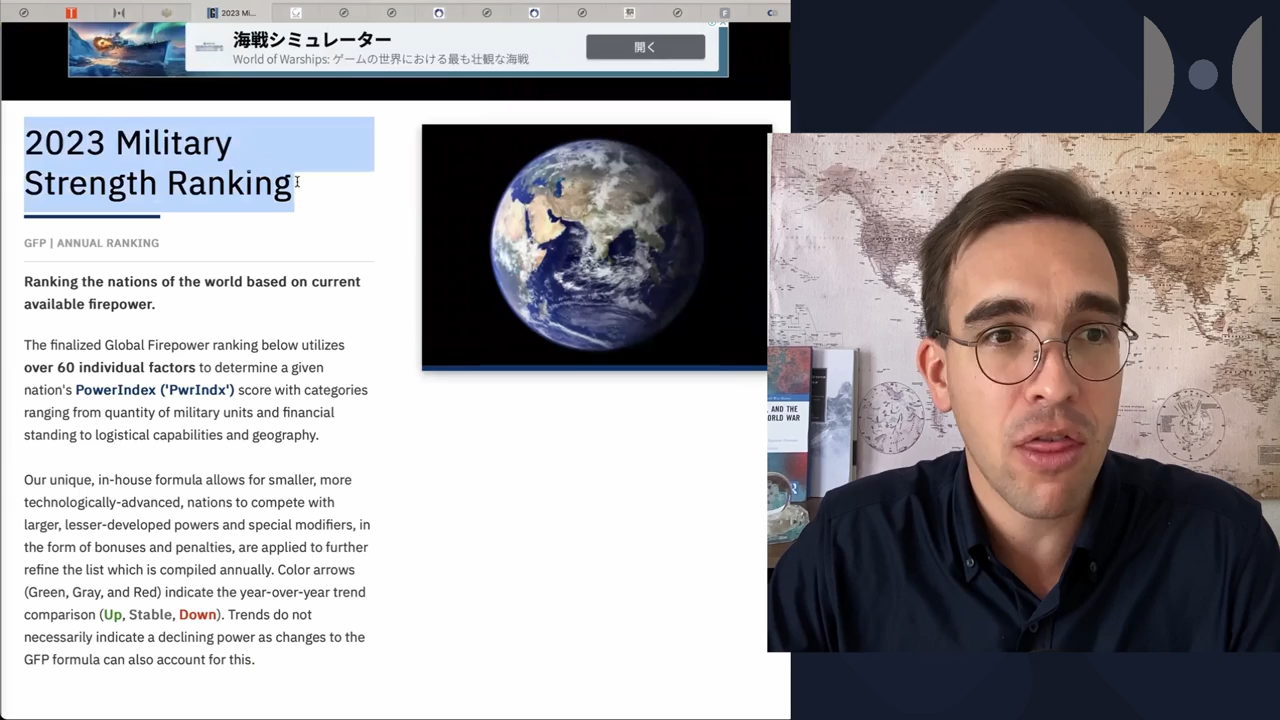 2023 Mi...
海戦シミュレーター
World of Warships: ゲームの世界における最も壮観な海戦
開く
2023 Military
Strength Ranking
GFP | ANNUAL RANKING
Ranking the nations of the world based on current
available firepower.
The finalized Global Firepower ranking below utilizes
over 60 individual factors to determine a given
nation's PowerIndex ('PwrIndx') score with categories
ranging from quantity of military units and financial
standing to logistical capabilities and geography.
Our unique, in-house formula allows for smaller, more
technologically-advanced, nations to compete with
larger, lesser-developed powers and special modifiers, in
the form of bonuses and penalties, are applied to further
refine the list which is compiled annually. Color arrows
(Green, Gray, and Red) indicate the year-over-year trend
comparison (Up, Stable, Down). Trends do not
necessarily indicate a declining power as changes to the
GFP formula can also account for this.
AND THE
WORLD WAR